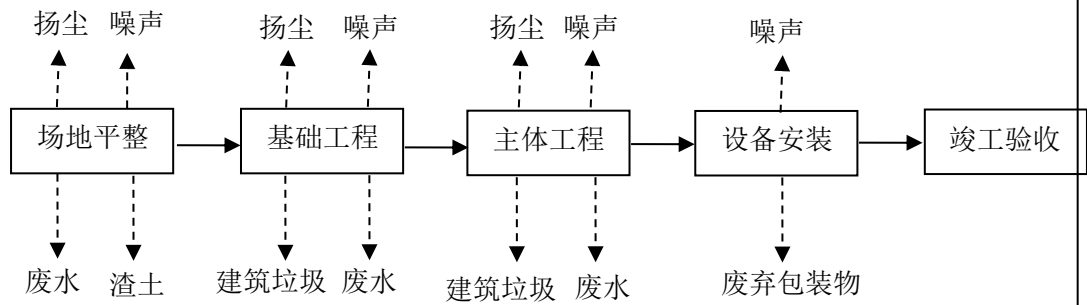 扬尘 噪声 扬尘 噪声 扬尘 噪声 噪声
场地平整 基础工程 主体工程 设备安装 竣工验收
废水 渣土 建筑垃圾 废水 建筑垃圾 废水 废弃包装物